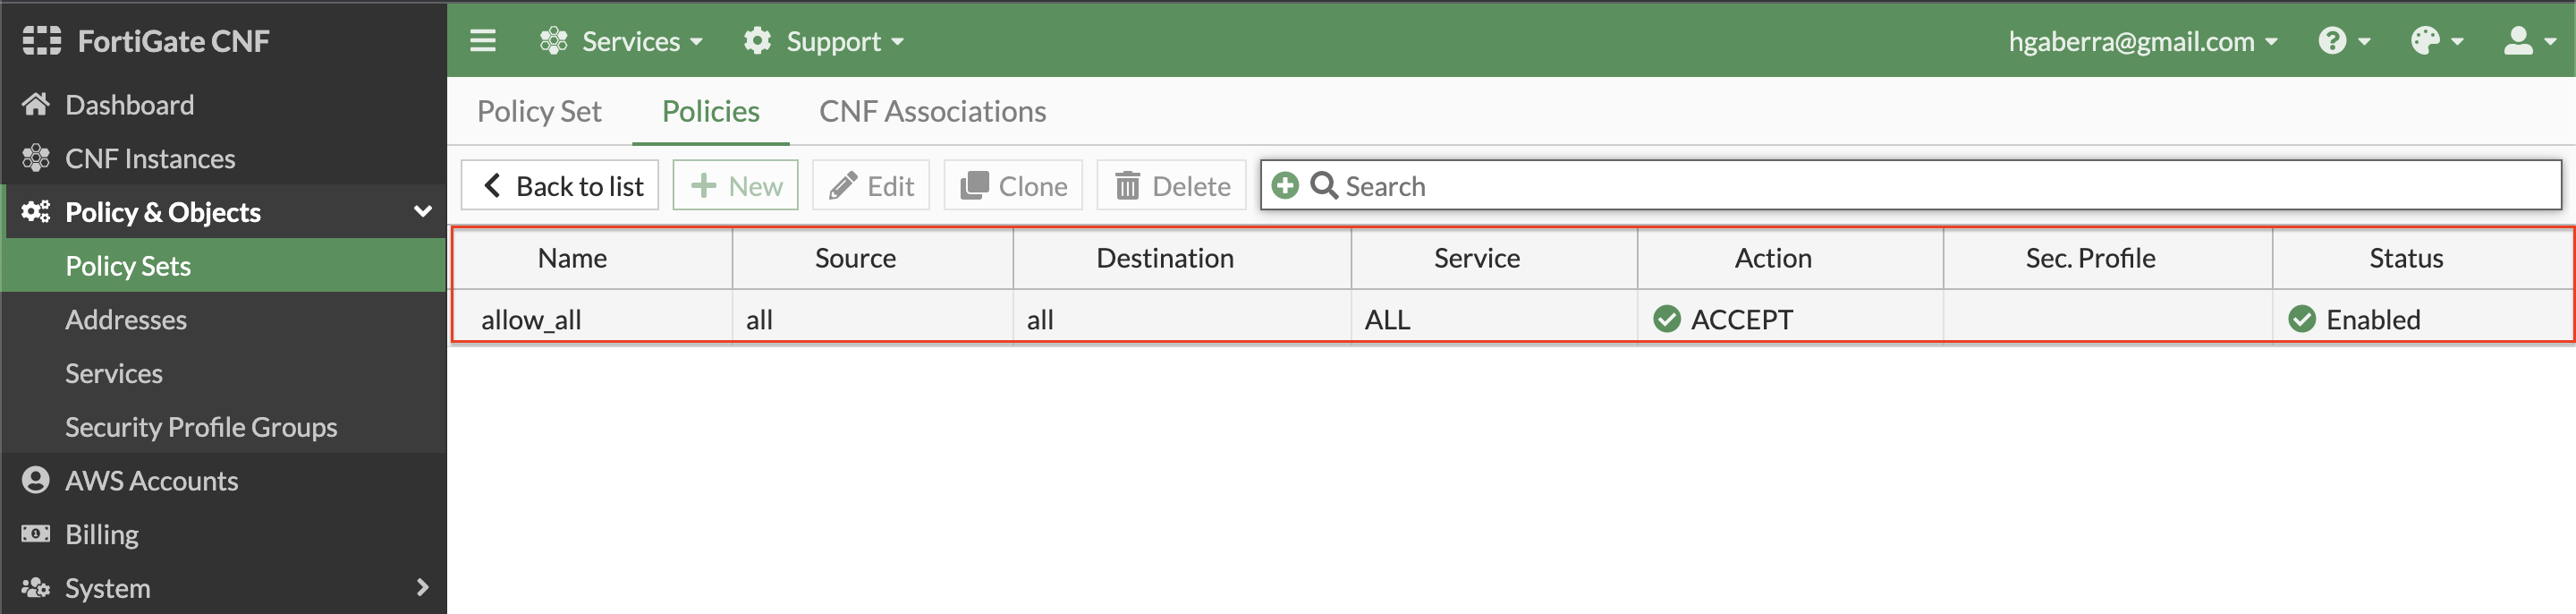 FortiGate CNF
Services
Support
hgaberra@gmail.com
Dashboard
CNF Instances
Policy & Objects
Policy Sets
Addresses
Services
Security Profile Groups
AWS Accounts
Billing
System
Policy Set
Policies
CNF Associations
Back to list
New
Edit
Clone
Delete
Search
Name Source Destination Service Action Sec. Profile Status
allow_all all all ALL ACCEPT Enabled